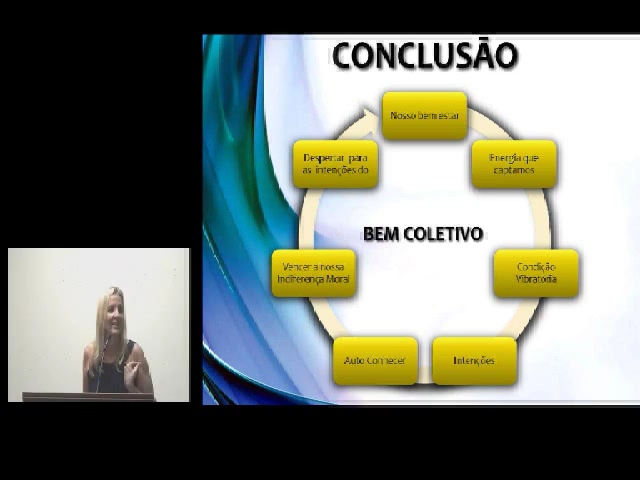 CONCLUSÃO
Nosso bem estar
Energia que
captamos
Condição
Vibratoria
Intenções
Auto Conhecer
Vencer a nossa
Indiferença Moral
Despertar para
as intenções do
BEM COLETIVO